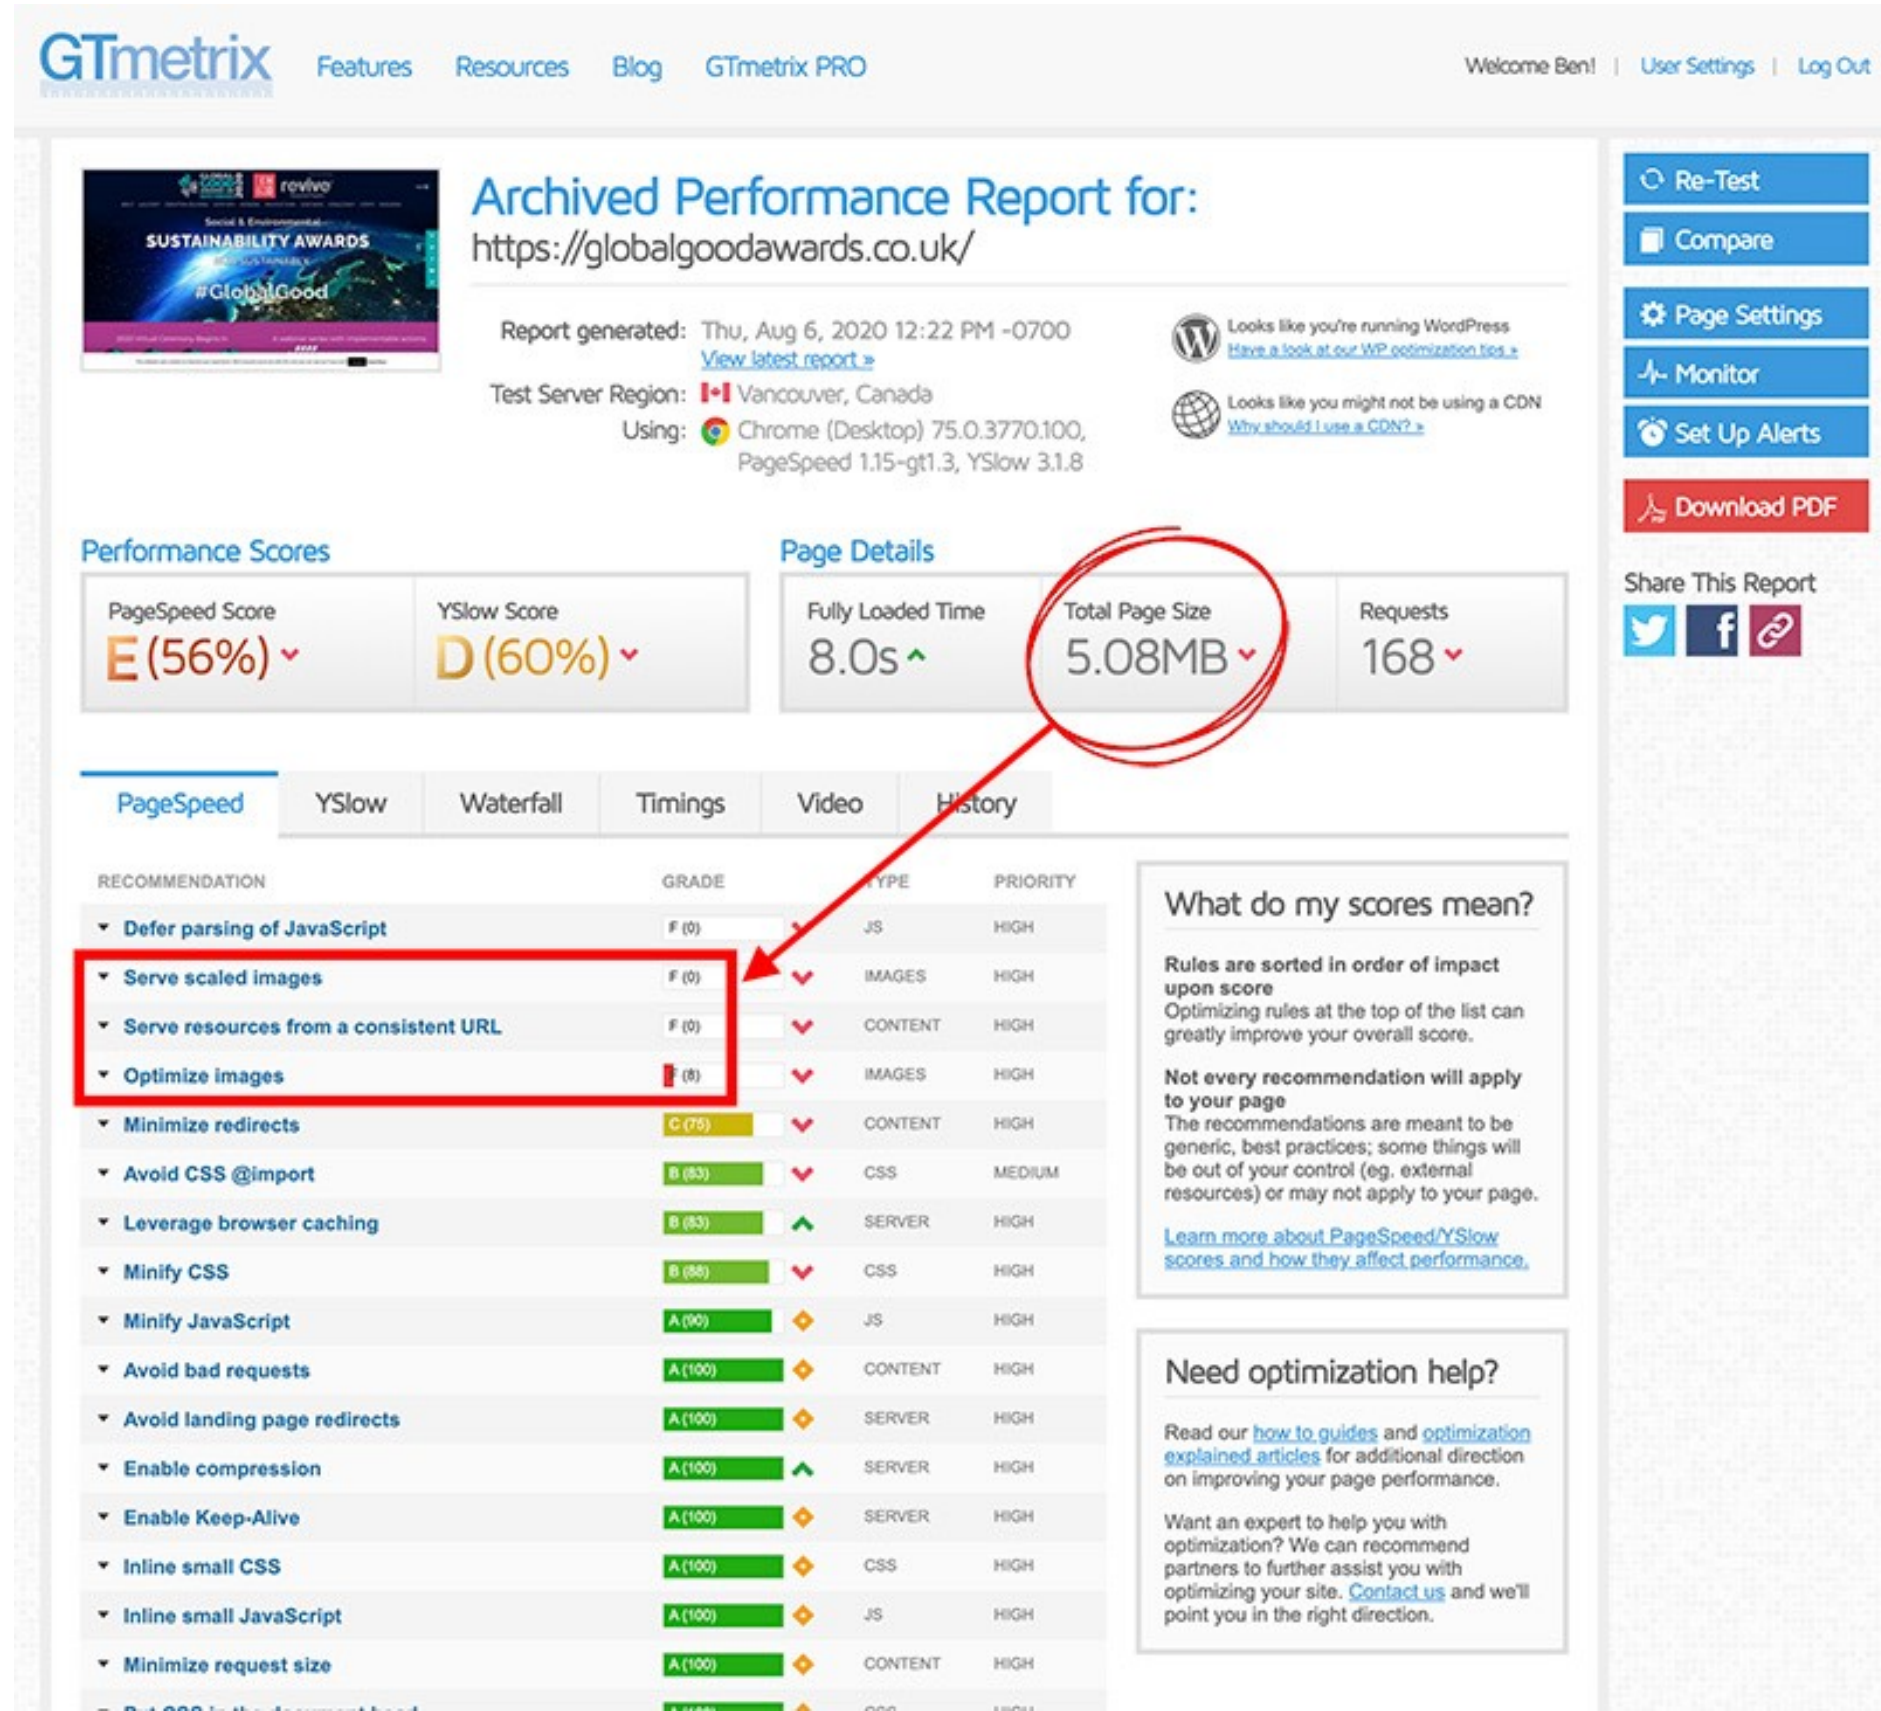 GTmetrix Features Resources Blog GTmetrix PRO Welcome Ben! | User Settings | Log Out
revive
Social & Environmental
SUSTAINABILITY AWARDS
#GlobalGood
Archived Performance Report for:
https://globalgoodawards.co.uk/
Report generated: Thu, Aug 6, 2020 12:22 PM -0700
View latest report »
Test Server Region: Vancouver, Canada
Using: Chrome (Desktop) 75.0.3770.100,
PageSpeed 1.15-gt1.3, YSlow 3.1.8
Looks like you're running WordPress
Have a look at our WP optimization tips »
Looks like you might not be using a CDN
Why should I use a CDN? »
Re-Test
Compare
Page Settings
Monitor
Set Up Alerts
Download PDF
Share This Report
Performance Scores
PageSpeed Score YSlow Score
E (56%) D (60%)
Page Details
Fully Loaded Time Total Page Size Requests
8.0s 5.08MB 168
PageSpeed YSlow Waterfall Timings Video History
RECOMMENDATION GRADE TYPE PRIORITY
Defer parsing of JavaScript F (0) JS HIGH
Serve scaled images F (0) IMAGES HIGH
Serve resources from a consistent URL F (0) CONTENT HIGH
Optimize images F (8) IMAGES HIGH
Minimize redirects C (75) CONTENT HIGH
Avoid CSS @import B (83) CSS MEDIUM
Leverage browser caching B (83) SERVER HIGH
Minify CSS B (88) CSS HIGH
Minify JavaScript A (90) JS HIGH
Avoid bad requests A (100) CONTENT HIGH
Avoid landing page redirects A (100) SERVER HIGH
Enable compression A (100) SERVER HIGH
Enable Keep-Alive A (100) SERVER HIGH
Inline small CSS A (100) CSS HIGH
Inline small JavaScript A (100) JS HIGH
Minimize request size A (100) CONTENT HIGH
What do my scores mean?
Rules are sorted in order of impact
upon score
Optimizing rules at the top of the list can
greatly improve your overall score.
Not every recommendation will apply
to your page
The recommendations are meant to be
generic, best practices; some things will
be out of your control (eg. external
resources) or may not apply to your page.
Learn more about PageSpeed/YSlow
scores and how they affect performance.
Need optimization help?
Read our how to guides and optimization
explained articles for additional direction
on improving your page performance.
Want an expert to help you with
optimization? We can recommend
partners to further assist you with
optimizing your site. Contact us and we'll
point you in the right direction.